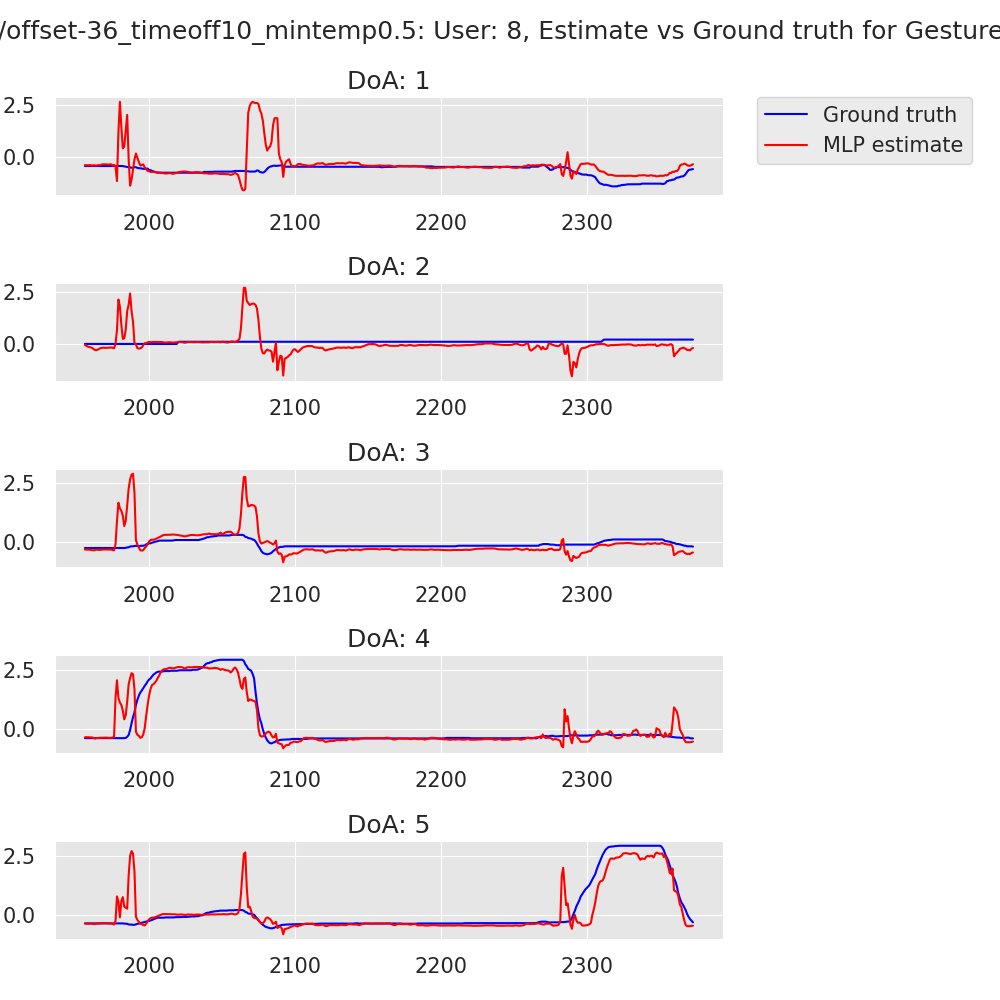 /offset-36_timeoff10_mintemp0.5: User: 8, Estimate vs Ground truth for Gesture
DoA: 1
2.5
0.0
2000 2100 2200 2300
Ground truth
MLP estimate
DoA: 2
2.5
0.0
2000 2100 2200 2300
DoA: 3
2.5
0.0
2000 2100 2200 2300
DoA: 4
2.5
0.0
2000 2100 2200 2300
DoA: 5
2.5
0.0
2000 2100 2200 2300